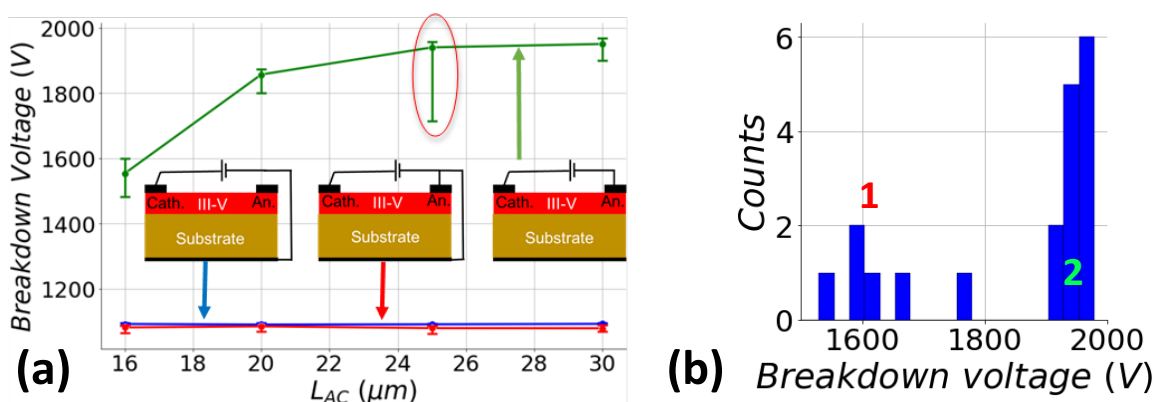 2000
1800
1600
1400
1200
Breakdown Voltage (V)
Cath. III-V An.
Substrate
Cath. III-V An.
Substrate
Cath. III-V An.
Substrate
16 18 20 22 24 26 28 30
L_AC (μm)
(a)
6
4
2
0
Counts
1
2
1600 1800 2000
Breakdown voltage (V)
(b)